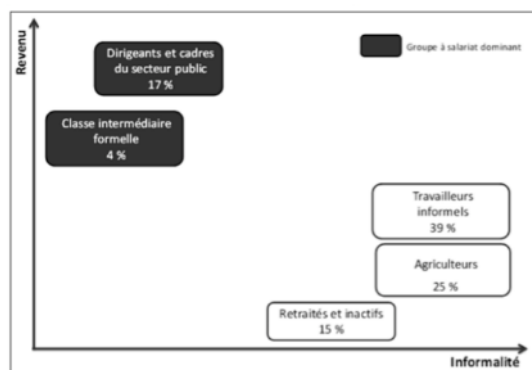 Revenu
Dirigeants et cadres
du secteur public
17 %
Groupe à salariat dominant
Classe intermédiaire
formelle
4 %
Travailleurs
informels
39 %
Agriculteurs
25 %
Retraités et inactifs
15 %
Informalité